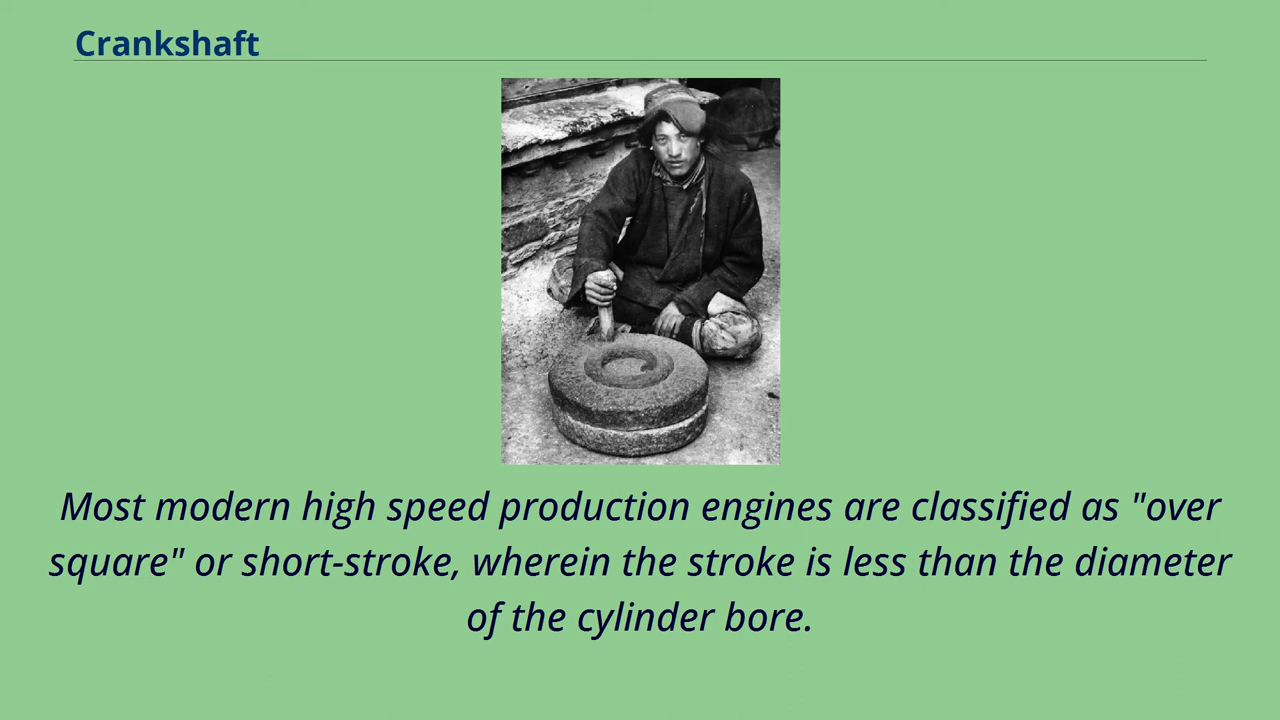 Crankshaft
Most modern high speed production engines are classified as "over
square" or short-stroke, wherein the stroke is less than the diameter
of the cylinder bore.